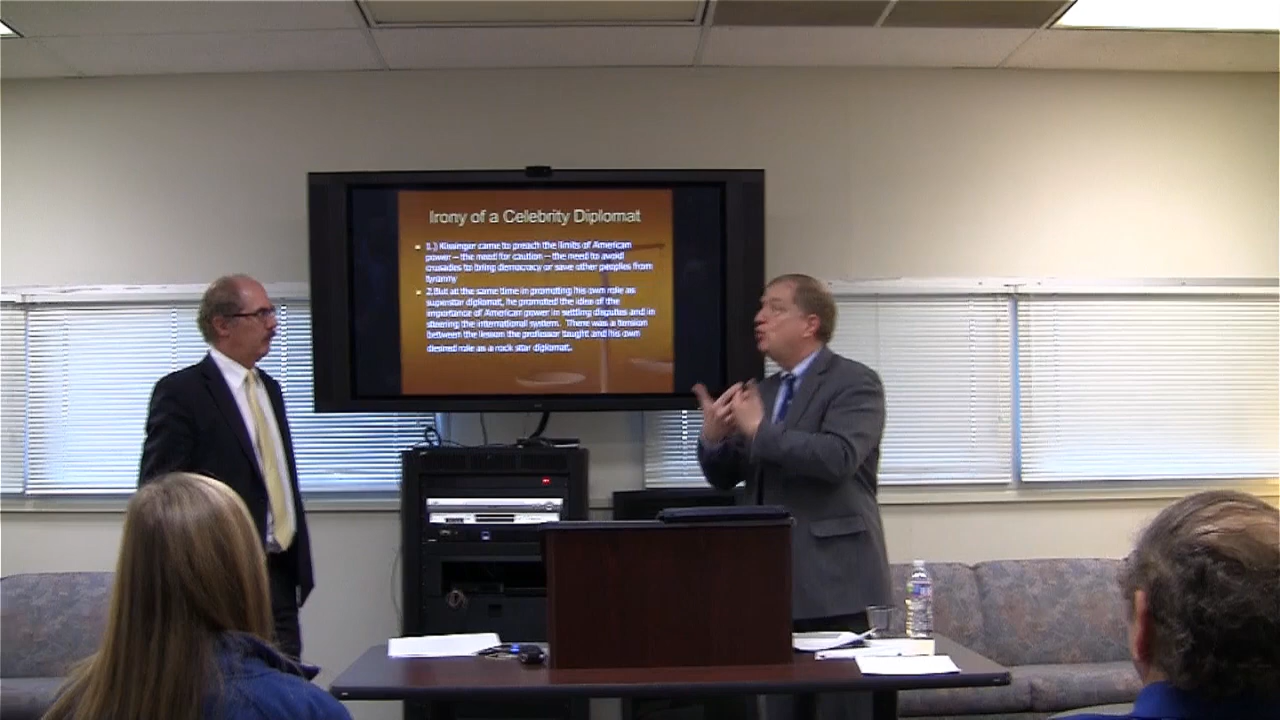 Irony of a Celebrity Diplomat
1.) Kissinger came to preach the limits of American
power – the need for caution – the need to avoid
crusades to bring democracy or save other peoples from
tyranny
2.But at the same time in promoting his own role as
superstar diplomat, he promoted the idea of the
importance of American power in settling disputes and in
steering the international system. There was a tension
between the lesson the professor taught and his own
desired role as a rock star diplomat.